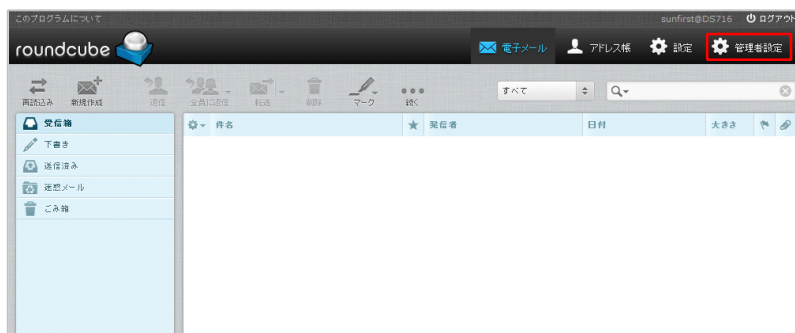 このプログラムについて
sunfirst@DS716 ログアウト
roundcube
電子メール アドレス帳 設定 管理者設定
再読込み 新規作成 返信 全員に返信 転送 削除 マーク 続く
すべて
受信箱
件名 発信者 日付 大きさ
下書き
送信済み
迷惑メール
ごみ箱